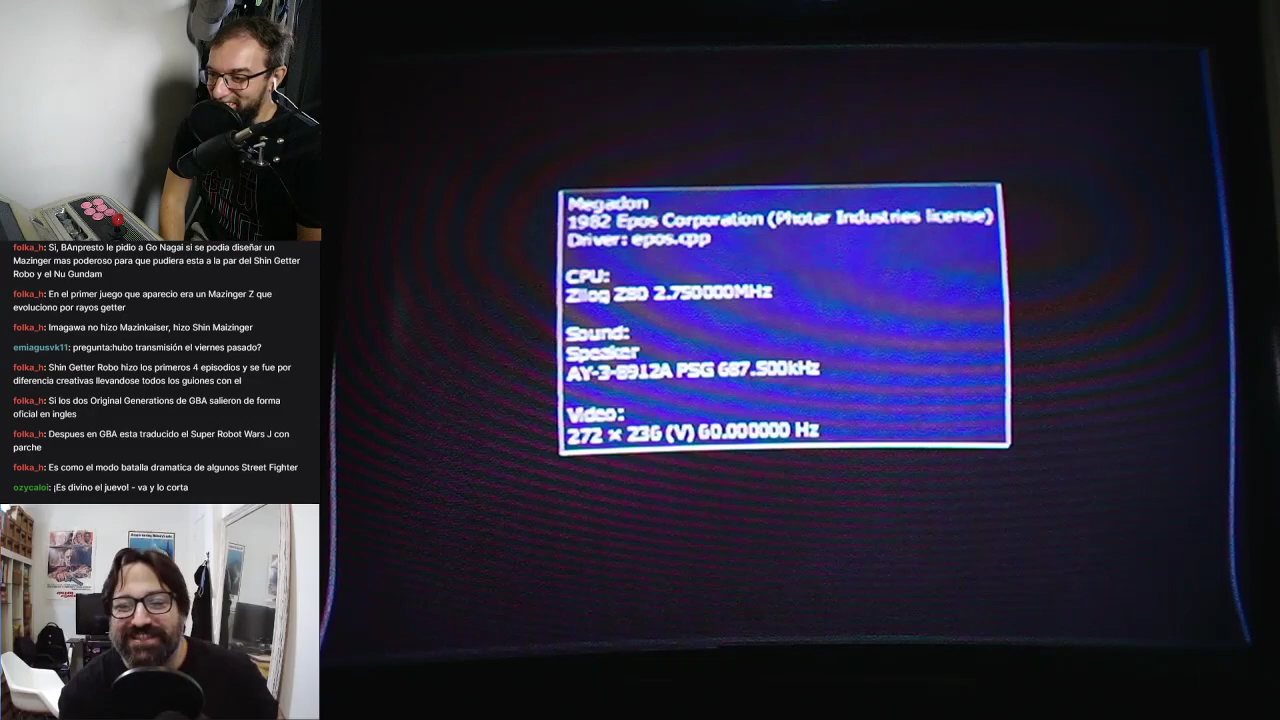 folka_h: Si, BAnpresto le pidio a Go Nagai si se podia diseñar un
Mazinger mas poderoso para que pudiera esta a la par del Shin Getter
Robo y el Nu Gundam
folka_h: En el primer juego que aparecio era un Mazinger Z que
evoluciono por rayos getter
folka_h: Imagawa no hizo Mazinkaiser, hizo Shin Maizinger
emiagusvk11: pregunta:hubo transmisión el viernes pasado?
folka_h: Shin Getter Robo hizo los primeros 4 episodios y se fue por
diferencia creativas llevandose todos los guiones con el
folka_h: Si los dos Original Generations de GBA salieron de forma
oficial en ingles
folka_h: Despues en GBA esta traducido el Super Robot Wars J con
parche
folka_h: Es como el modo batalla dramatica de algunos Street Fighter
ozycaloi: ¡Es divino el juevo! - va y lo corta
Megadon
1982 Epos Corporation (Photar Industries license)
Driver: epos.cpp
CPU:
Zilog Z80 2.750000MHz
Sound:
Speaker
AY-3-8912A PSG 687.500kHz
Video:
272 × 236 (V) 60.000000 Hz